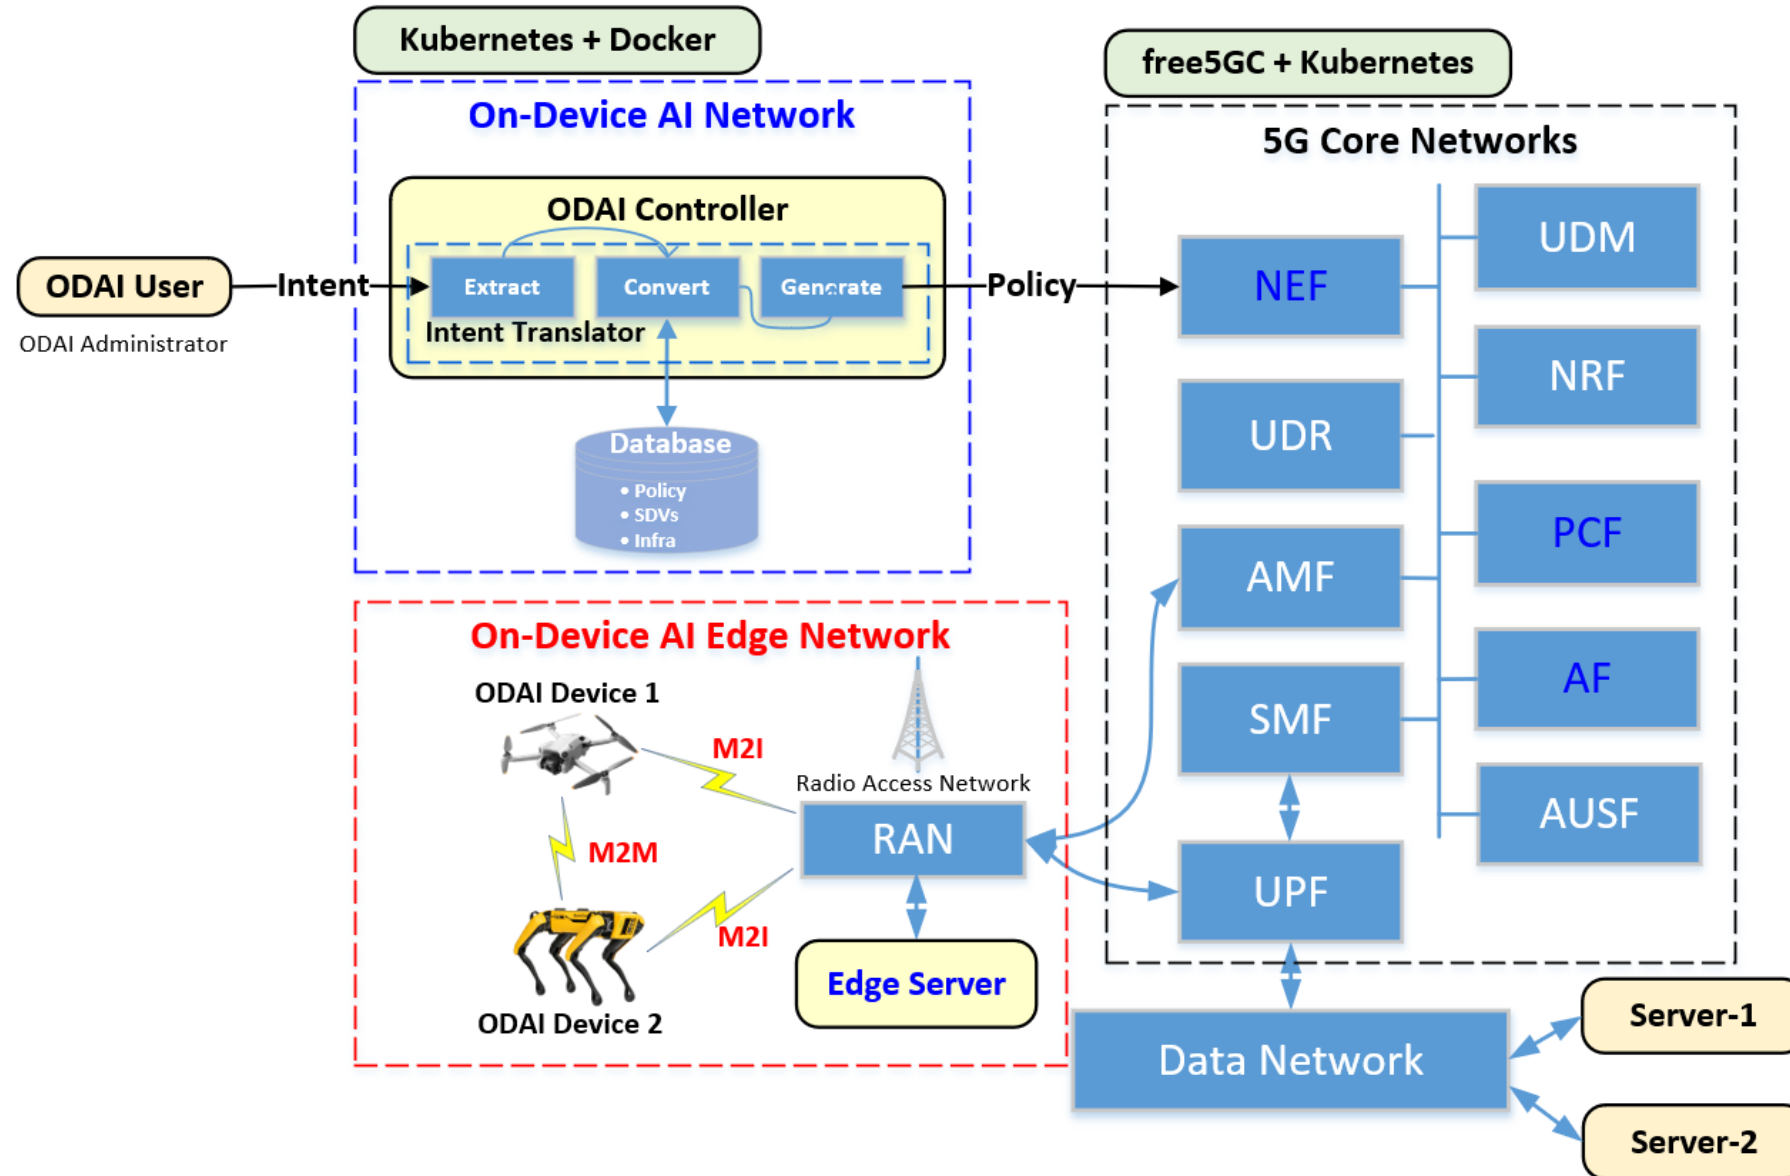 Kubernetes + Docker
free5GC + Kubernetes
On-Device AI Network
5G Core Networks
ODAI Controller
ODAI User
Intent
Extract
Convert
Generate
Policy
Intent Translator
ODAI Administrator
Database
• Policy
• SDVs
• Infra
NEF
UDM
NRF
UDR
PCF
AMF
AF
SMF
AUSF
UPF
On-Device AI Edge Network
ODAI Device 1
M2I
Radio Access Network
RAN
M2M
M2I
Edge Server
ODAI Device 2
Data Network
Server-1
Server-2